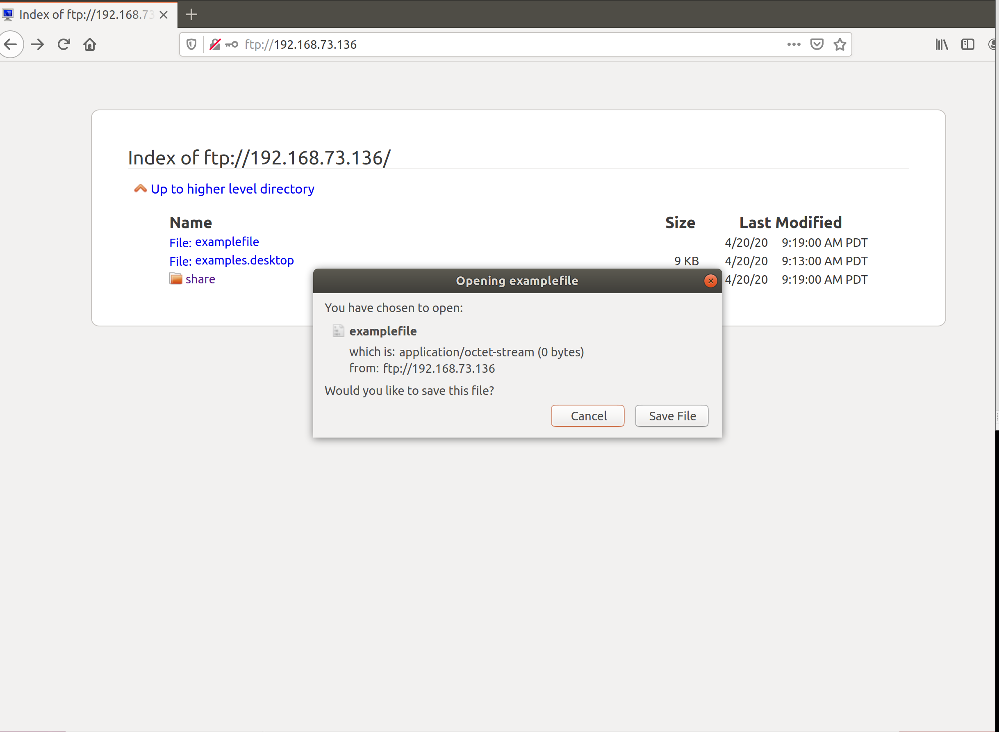 Index of ftp://192.168.73
ftp://192.168.73.136
Index of ftp://192.168.73.136/
Up to higher level directory
Name Size Last Modified
File: examplefile 4/20/20 9:19:00 AM PDT
File: examples.desktop 9 KB 4/20/20 9:13:00 AM PDT
share 4/20/20 9:19:00 AM PDT
Opening examplefile
You have chosen to open:
examplefile
which is: application/octet-stream (0 bytes)
from: ftp://192.168.73.136
Would you like to save this file?
Cancel Save File